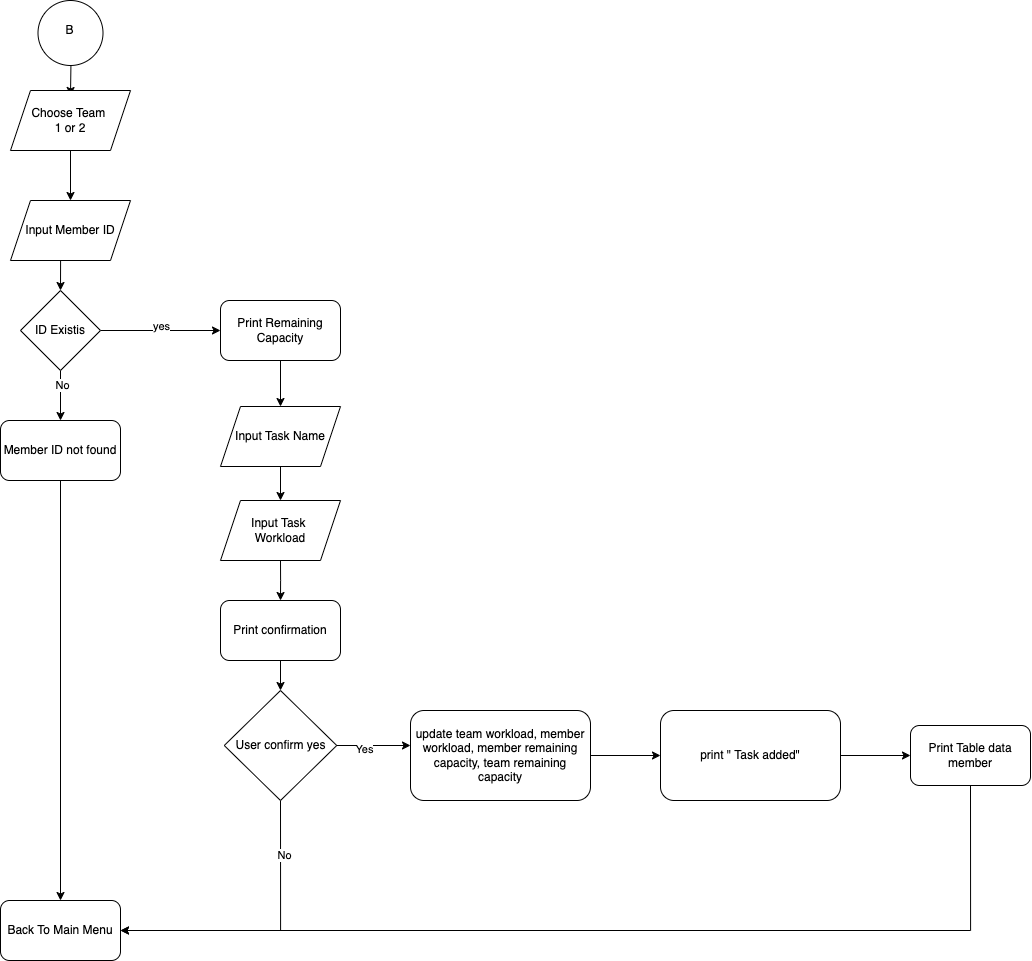 B
Choose Team
1 or 2
Input Member ID
ID Existis
yes
Print Remaining
Capacity
No
Input Task Name
Member ID not found
Input Task
Workload
Print confirmation
User confirm yes
Yes
update team workload, member
workload, member remaining
capacity, team remaining
capacity
print " Task added"
Print Table data
member
No
Back To Main Menu